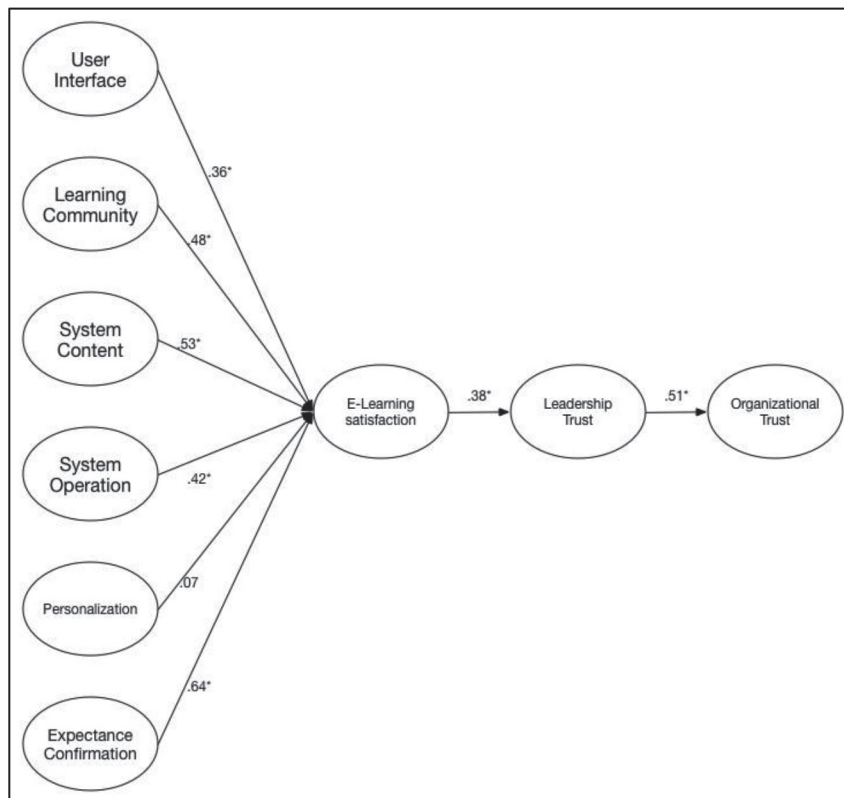 User
Interface
.36*
Learning
Community
.48*
System
Content
.53*
E-Learning
satisfaction
.38*
Leadership
Trust
.51*
Organizational
Trust
System
Operation
.42*
Personalization
.07
Expectance
Confirmation
.64*